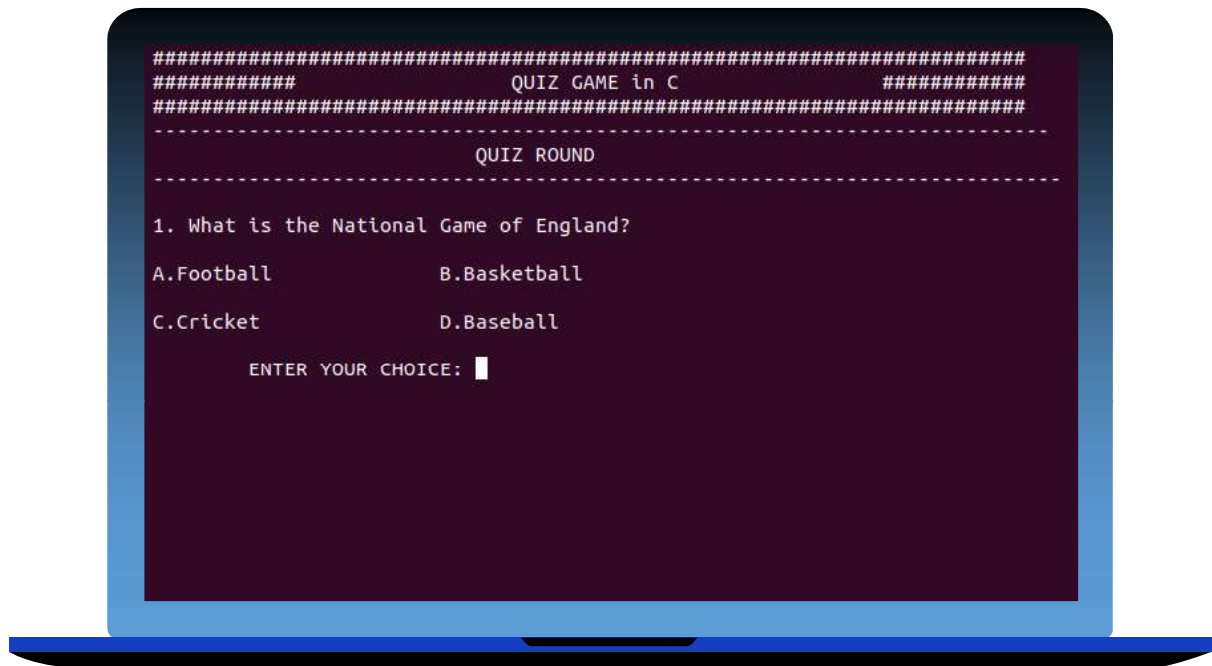 #########################################################################
############                  QUIZ GAME in C                 ############
#########################################################################
---------------------------------------------------------------------------
                           QUIZ ROUND
----------------------------------------------------------------------------
1. What is the National Game of England?
A.Football              B.Basketball
C.Cricket               D.Baseball
        ENTER YOUR CHOICE: